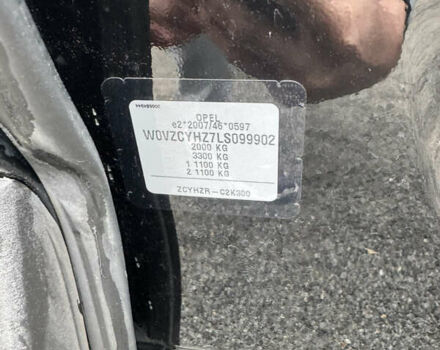 OPEL
e2*2007/46*0597
W0VZCYHZ7LS099902
2000 KG
3300 KG
1 1100 KG
2 1100 KG
ZCYHZR-C2K300